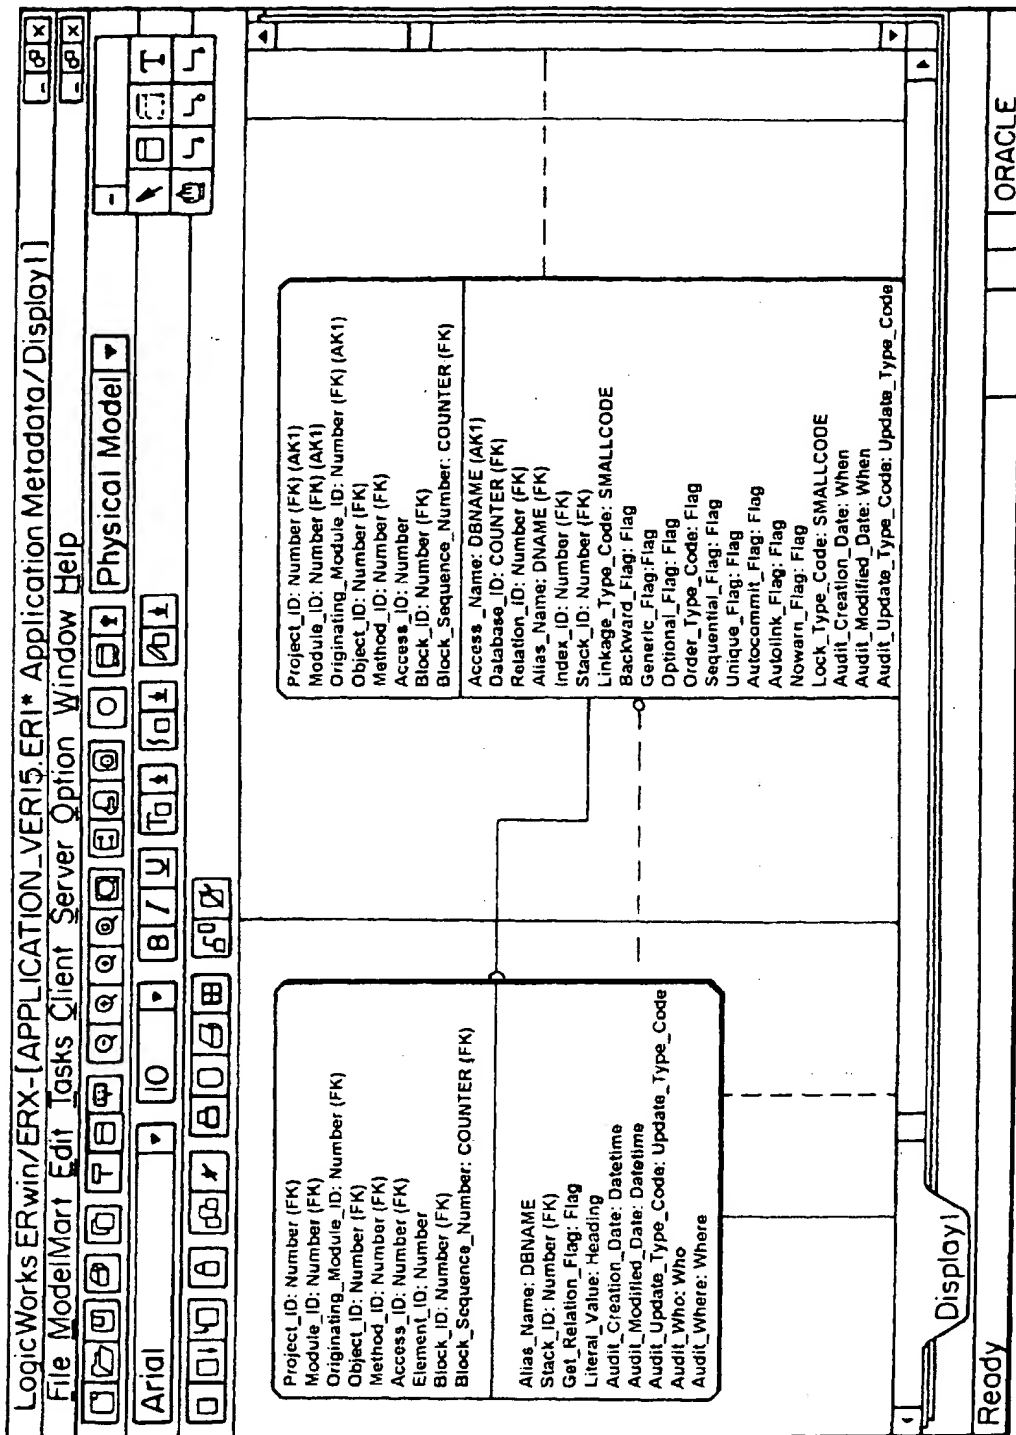 LogicWorks ERwin/ERX-[APPLICATION_VER15.ERI* Application Metadata/Display1]
File ModelMart Edit Tasks Client Server Option Window Help
Physical Model
Arial
10
B / U
T
Project_ID: Number (FK)
Module_ID: Number (FK)
Originating_Module_ID: Number (FK)
Object_ID: Number (FK)
Method_ID: Number (FK)
Access_ID: Number (FK)
Element_ID: Number
Block_ID: Number (FK)
Block_Sequence_Number: COUNTER (FK)
Alias_Name: DBNAME
Stack_ID: Number (FK)
Get_Relation_Flag: Flag
Literal_Value: Heading
Audit_Creation_Date: Datetime
Audit_Modified_Date: Datetime
Audit_Update_Type_Code: Update_Type_Code
Audit_Who: Who
Audit_Where: Where
Project_ID: Number (FK) (AK1)
Module_ID: Number (FK) (AK1)
Originating_Module_ID: Number (FK) (AK1)
Object_ID: Number (FK)
Method_ID: Number (FK)
Access_ID: Number
Block_ID: Number (FK)
Block_Sequence_Number: COUNTER (FK)
Access_Name: DBNAME (AK1)
Database_ID: COUNTER (FK)
Relation_ID: Number (FK)
Alias_Name: DNAME (FK)
Index_ID: Number (FK)
Stack_ID: Number (FK)
Linkage_Type_Code: SMALLCODE
Backward_Flag: Flag
Generic_Flag:Flag
Optional_Flag: Flag
Order_Type_Code: Flag
Sequential_Flag: Flag
Unique_Flag: Flag
Autocommit_Flag: Flag
Autolink_Flag: Flag
Nowarn_Flag: Flag
Lock_Type_Code: SMALLCODE
Audit_Creation_Date: When
Audit_Modified_Date: When
Audit_Update_Type_Code: Update_Type_Code
Display1
Ready
ORACLE